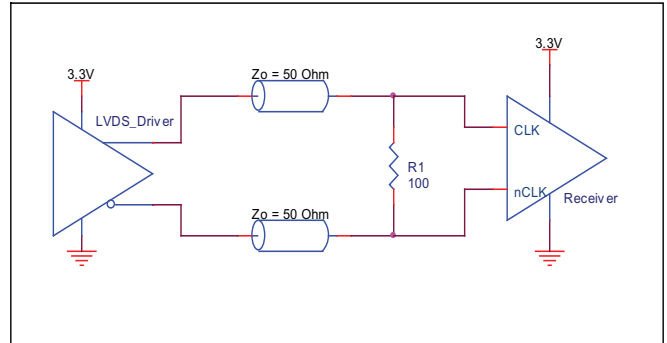 3.3V
LVDS_Driver
Zo = 50 Ohm
Zo = 50 Ohm
R1
100
3.3V
CLK
nCLK
Receiver